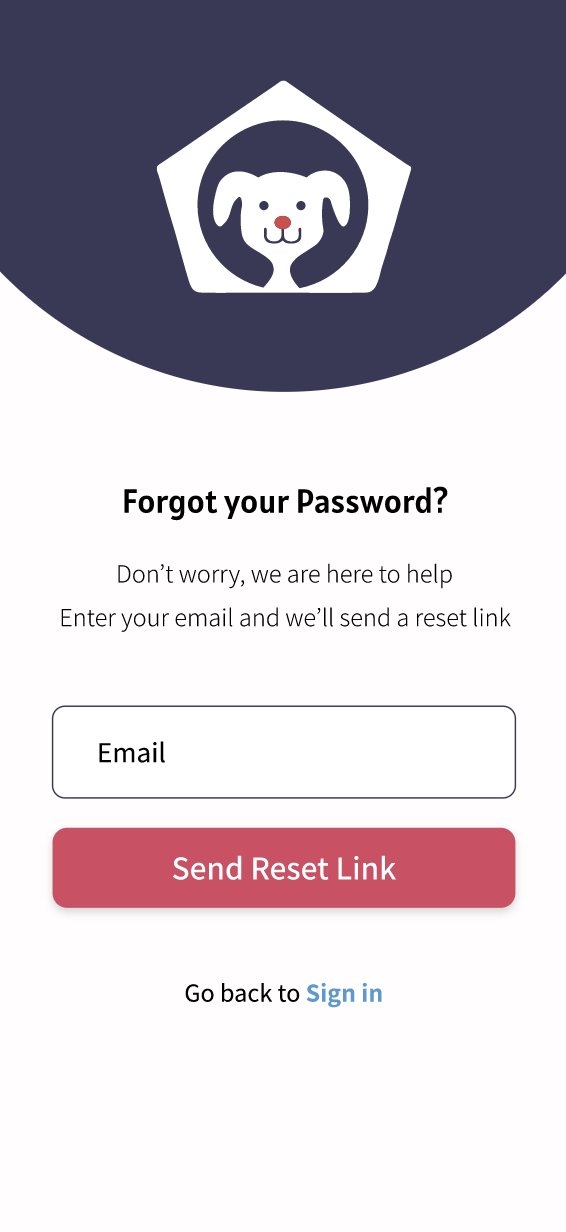 Forgot your Password?
Don’t worry, we are here to help
Enter your email and we’ll send a reset link
Email
Send Reset Link
Go back to Sign in